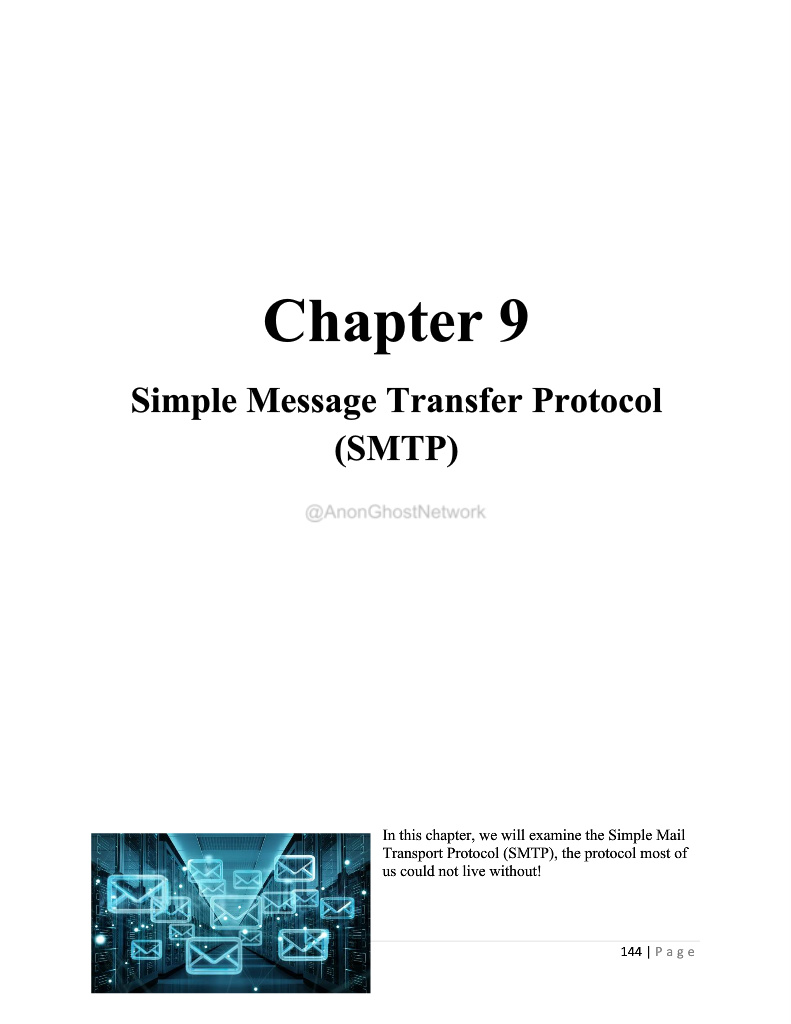 Chapter 9
Simple Message Transfer Protocol
(SMTP)
@AnonGhostNetwork
In this chapter, we will examine the Simple Mail
Transport Protocol (SMTP), the protocol most of
us could not live without!
144 | P a g e